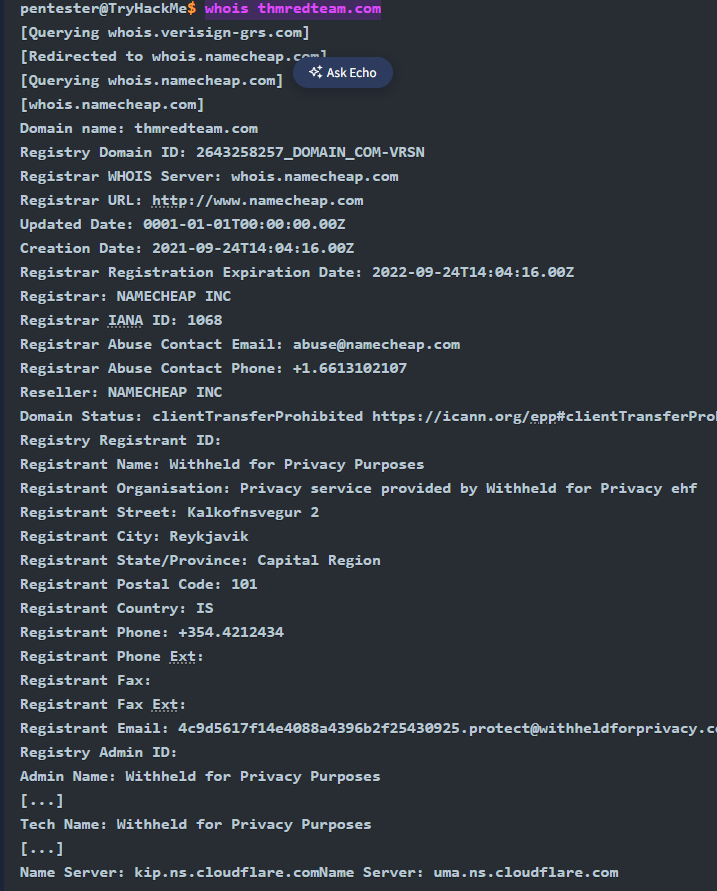 pentester@TryHackMe$ whois thmredteam.com
[Querying whois.verisign-grs.com]
[Redirected to whois.namecheap.com]
[Querying whois.namecheap.com]
Ask Echo
[whois.namecheap.com]
Domain name: thmredteam.com
Registry Domain ID: 2643258257_DOMAIN_COM-VRSN
Registrar WHOIS Server: whois.namecheap.com
Registrar URL: http://www.namecheap.com
Updated Date: 0001-01-01T00:00:00.00Z
Creation Date: 2021-09-24T14:04:16.00Z
Registrar Registration Expiration Date: 2022-09-24T14:04:16.00Z
Registrar: NAMECHEAP INC
Registrar IANA ID: 1068
Registrar Abuse Contact Email: abuse@namecheap.com
Registrar Abuse Contact Phone: +1.6613102107
Reseller: NAMECHEAP INC
Domain Status: clientTransferProhibited https://icann.org/epp#clientTransferPro
Registry Registrant ID:
Registrant Name: Withheld for Privacy Purposes
Registrant Organisation: Privacy service provided by Withheld for Privacy ehf
Registrant Street: Kalkofnsvegur 2
Registrant City: Reykjavik
Registrant State/Province: Capital Region
Registrant Postal Code: 101
Registrant Country: IS
Registrant Phone: +354.4212434
Registrant Phone Ext:
Registrant Fax:
Registrant Fax Ext:
Registrant Email: 4c9d5617f14e4088a4396b2f25430925.protect@withheldforprivacy.c
Registry Admin ID:
Admin Name: Withheld for Privacy Purposes
[...]
Tech Name: Withheld for Privacy Purposes
[...]
Name Server: kip.ns.cloudflare.comName Server: uma.ns.cloudflare.com